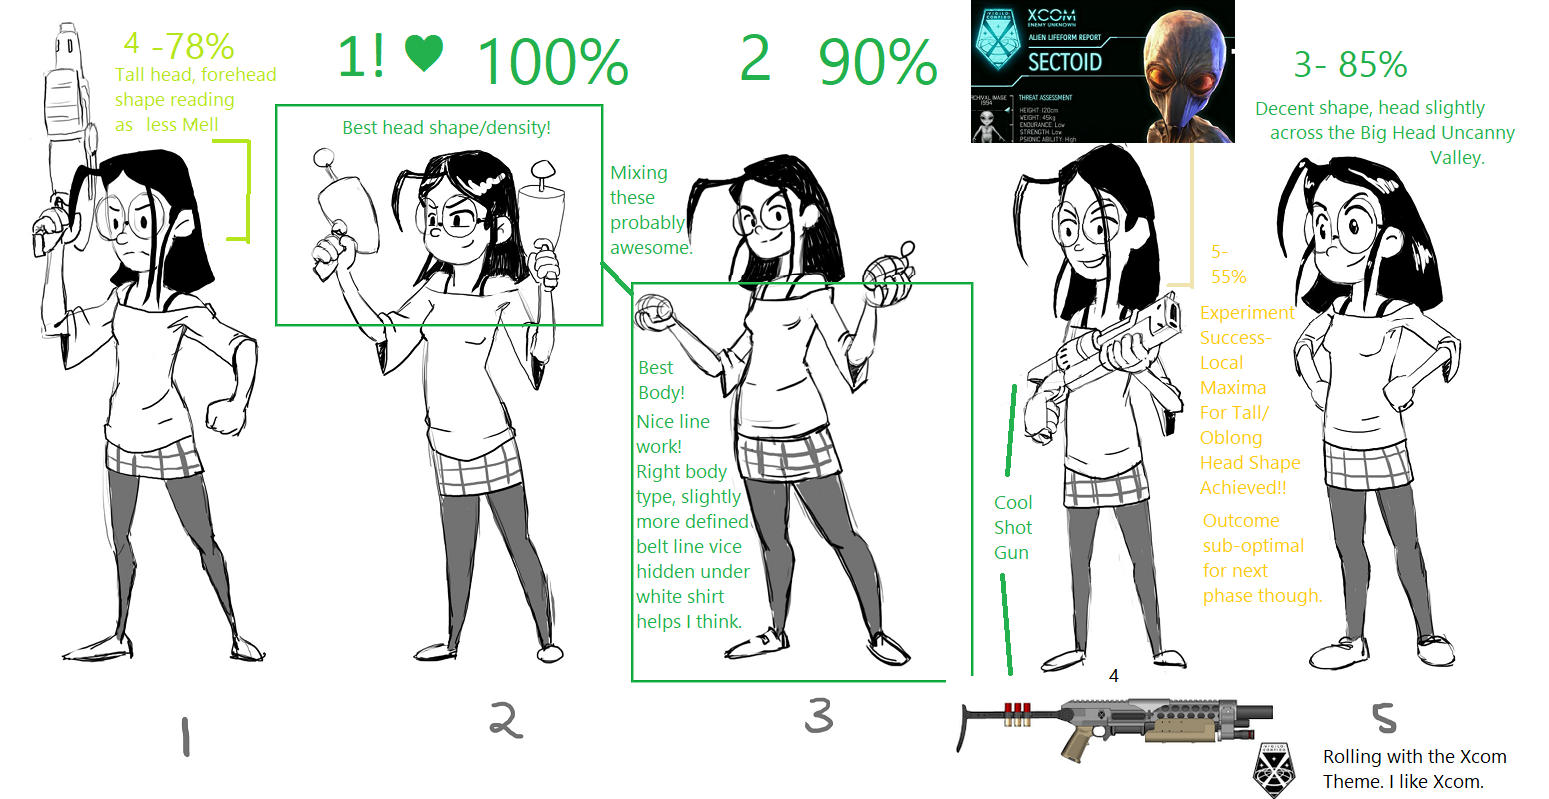 4 -78%
Tall head, forehead
shape reading
as less Mell
1! ♥ 100%
Best head shape/density!
Mixing
these
probably
awesome.
2 90%
Best
Body!
Nice line
work!
Right body
type, slightly
more defined
belt line vice
hidden under
white shirt
helps I think.
VIGILO
CONFIDO
XCOM
ENEMY UNKNOWN
ALIEN LIFEFORM REPORT
SECTOID
ARCHIVAL IMAGE
1994
THREAT ASSESSMENT
HEIGHT: 120cm
WEIGHT: 45kg
ENDURANCE: Low
STRENGTH: Low
PSIONIC ABILITY: High
3- 85%
Decent shape, head slightly
across the Big Head Uncanny
Valley.
5-
55%
Experiment
Success-
Local
Maxima
For Tall/
Oblong
Head Shape
Achieved!!
Outcome
sub-optimal
for next
phase though.
Cool
Shot
Gun
1
2
3
4
5
VIGILO
CONFIDO
Rolling with the Xcom
Theme. I like Xcom.